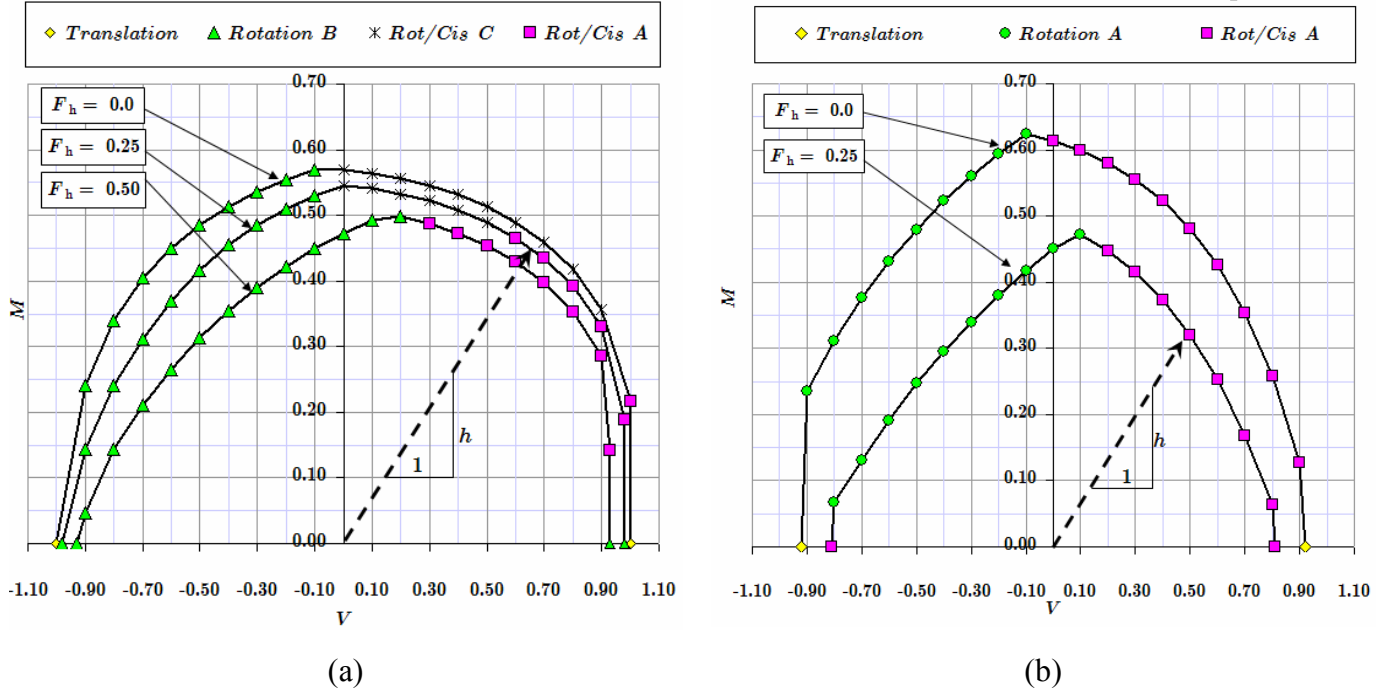 Translation Rotation B Rot/Cis C Rot/Cis A
0.70
0.60
0.50
0.40
0.30
0.20
0.10
0.00
F h = 0.0
F h = 0.25
F h = 0.50
M
h
1
-1.10 -0.90 -0.70 -0.50 -0.30 -0.10 0.10 0.30 0.50 0.70 0.90 1.10
V
(a)
Translation Rotation A Rot/Cis A
0.70
0.60
0.50
0.40
0.30
0.20
0.10
0.00
F h = 0.0
F h = 0.25
M
h
1
-1.10 -0.90 -0.70 -0.50 -0.30 -0.10 0.10 0.30 0.50 0.70 0.90 1.10
V
(b)